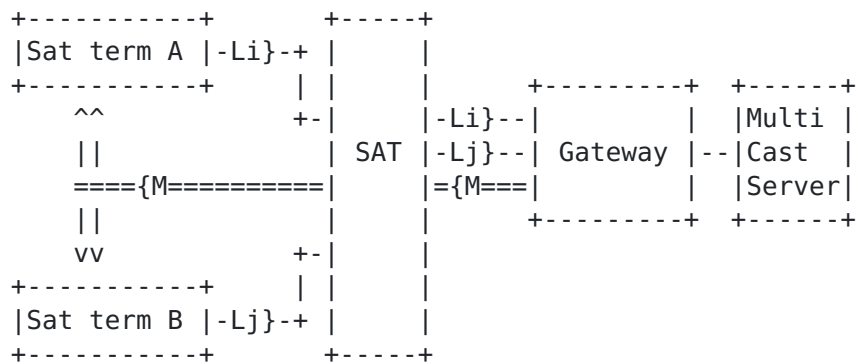 +-----------+       +-----+
|Sat term A |-Li}-+ |     |
+-----------+     | |     |      +---------+  +------+
    ^^            +-|     |-Li}--|         |  |Multi |
    ||              | SAT |-Lj}--| Gateway |--|Cast  |
    ===={M==========|     |={M===|         |  |Server|
    ||              |     |      +---------+  +------+
    vv            +-|     |
+-----------+     | |     |
|Sat term B |-Lj}-+ |     |
+-----------+       +-----+